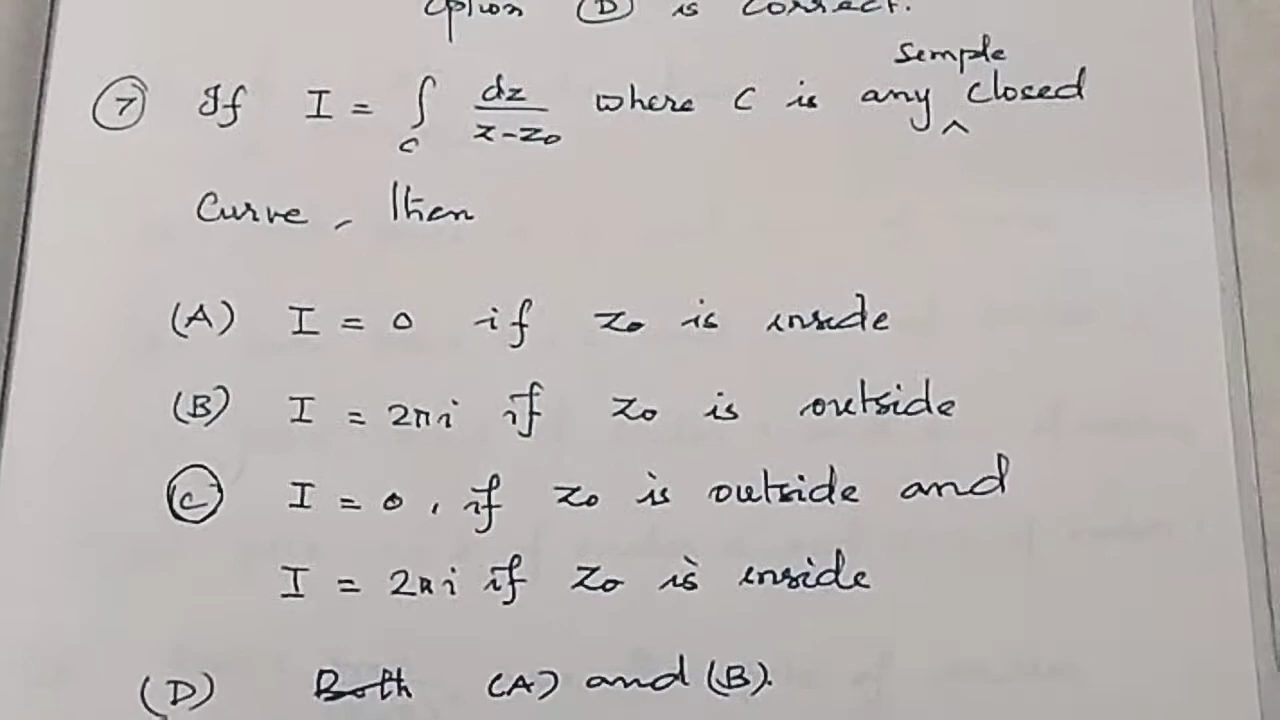 option (D) is correct.
semple
(7) If I = ∫_C dz/(z-z₀) where C is any ^ closed
curve, then
(A) I = 0 if z₀ is inside
(B) I = 2πi if z₀ is outside
(C) I = 0, if z₀ is outside and
I = 2πi if z₀ is inside
(D) Both (A) and (B).